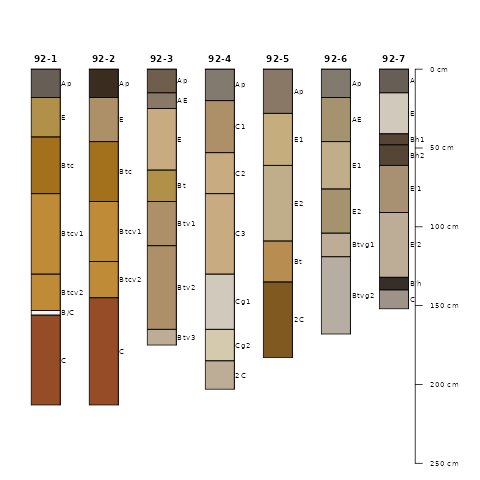 92-1 92-2 92-3 92-4 92-5 92-6 92-7
Ap
E
Btc
Btcv1
Btcv2
B/C
C
Ap
E
Btc
Btcv1
Btcv2
C
Ap
AE
E
Bt
Btv1
Btv2
Btv3
Ap
C1
C2
C3
Cg1
Cg2
2C
Ap
E1
E2
Bt
2C
Ap
AE
E1
E2
Btvg1
Btvg2
Bh1
Bh2
0 cm
50 cm
100 cm
150 cm
200 cm
250 cm